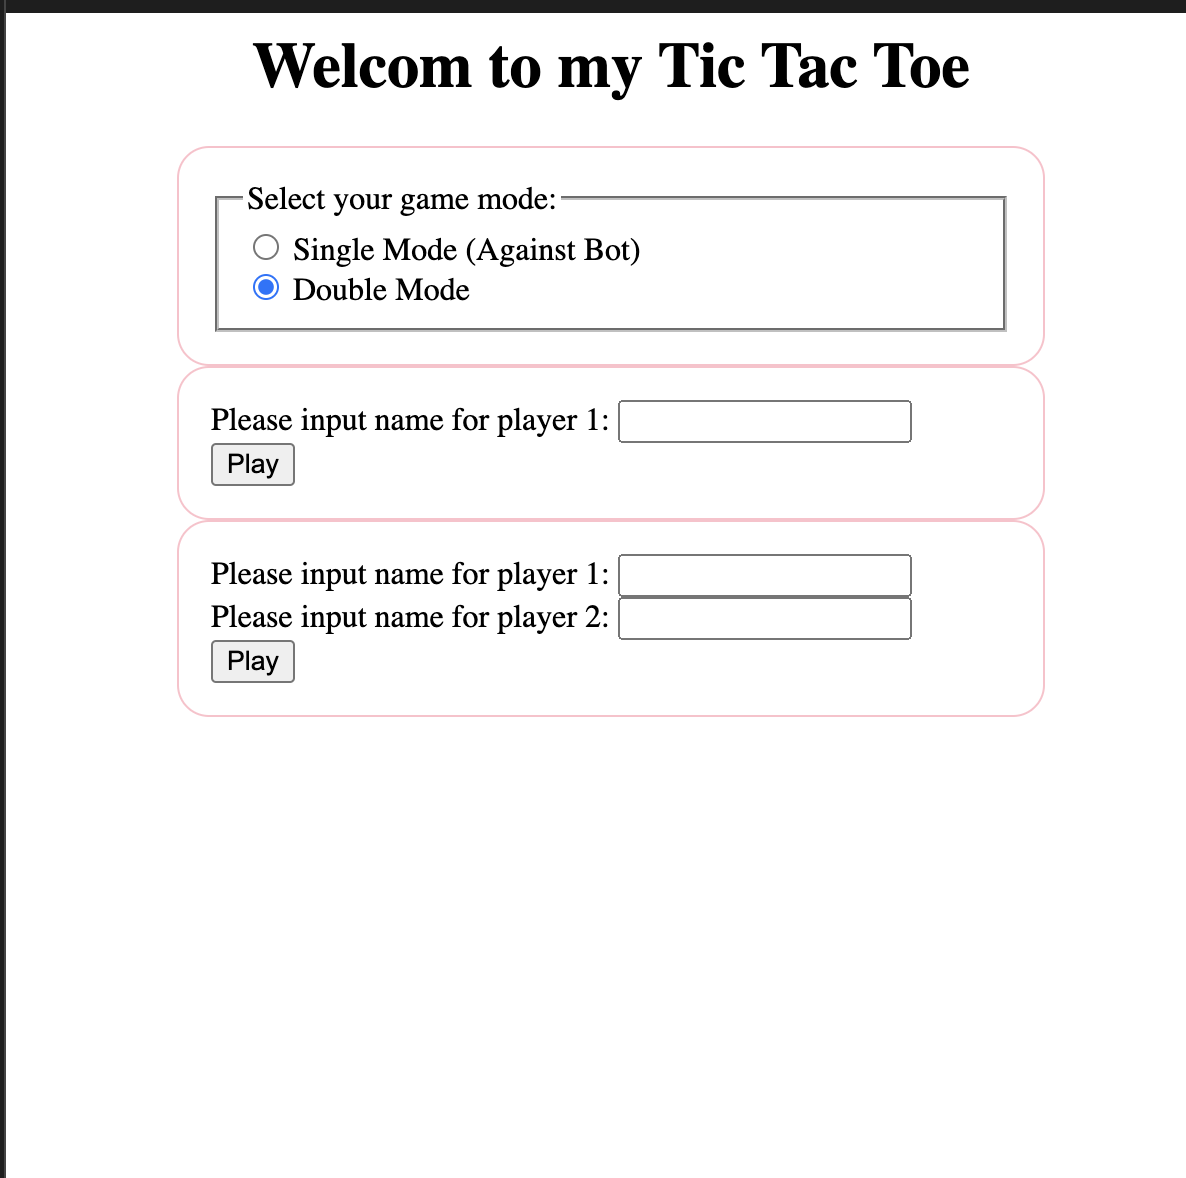 Welcom to my Tic Tac Toe
Select your game mode:
Single Mode (Against Bot)
Double Mode
Please input name for player 1:
Play
Please input name for player 1:
Please input name for player 2:
Play